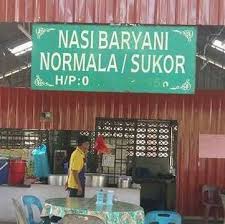 NASI BARYANI
NORMALA / SUKOR
H/P:0